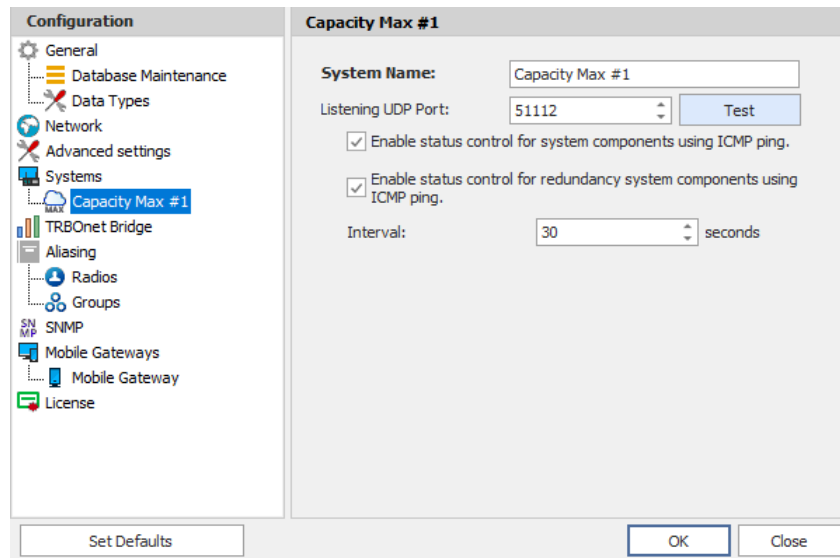 Configuration
General
Database Maintenance
Data Types
Network
Advanced settings
Systems
MAX Capacity Max #1
TRBOnet Bridge
Aliasing
Radios
Groups
SN
MP SNMP
Mobile Gateways
Mobile Gateway
License
Capacity Max #1
System Name: Capacity Max #1
Listening UDP Port: 51112 Test
Enable status control for system components using ICMP ping.
Enable status control for redundancy system components using
ICMP ping.
Interval: 30 seconds
Set Defaults OK Close